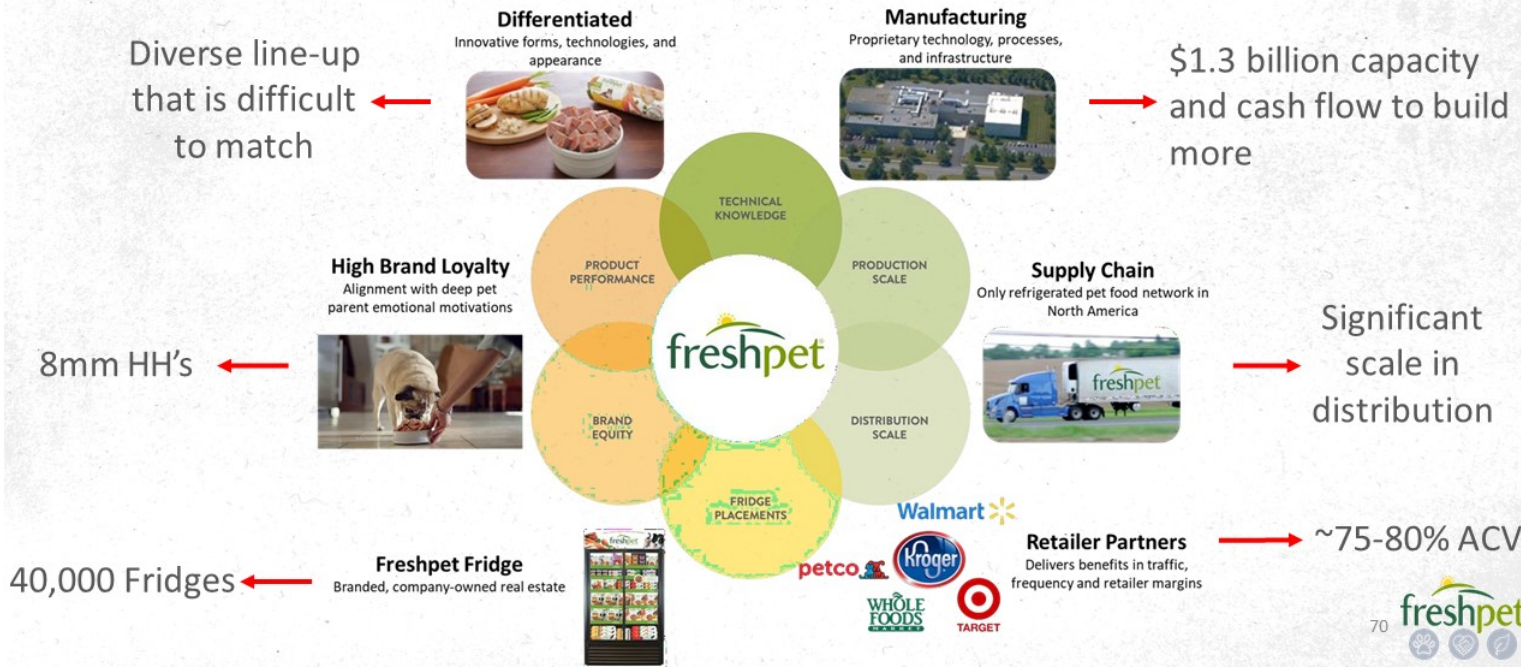 Differentiated
Innovative forms, technologies, and
appearance
Manufacturing
Proprietary technology, processes,
and infrastructure
Diverse line-up
that is difficult
to match
$1.3 billion capacity
and cash flow to build
more
TECHNICAL
KNOWLEDGE
PRODUCT
PERFORMANCE
PRODUCTION
SCALE
High Brand Loyalty
Alignment with deep pet
parent emotional motivations
Supply Chain
Only refrigerated pet food network in
North America
freshpet
freshpet
8mm HH's
Significant
scale in
distribution
BRAND
EQUITY
DISTRIBUTION
SCALE
FRIDGE
PLACEMENTS
Walmart
Kroger
petco
WHOLE
FOODS
MARKET
TARGET
Retailer Partners
Delivers benefits in traffic,
frequency and retailer margins
~75-80% ACV
freshpet
Freshpet Fridge
Branded, company-owned real estate
40,000 Fridges
70
freshpet